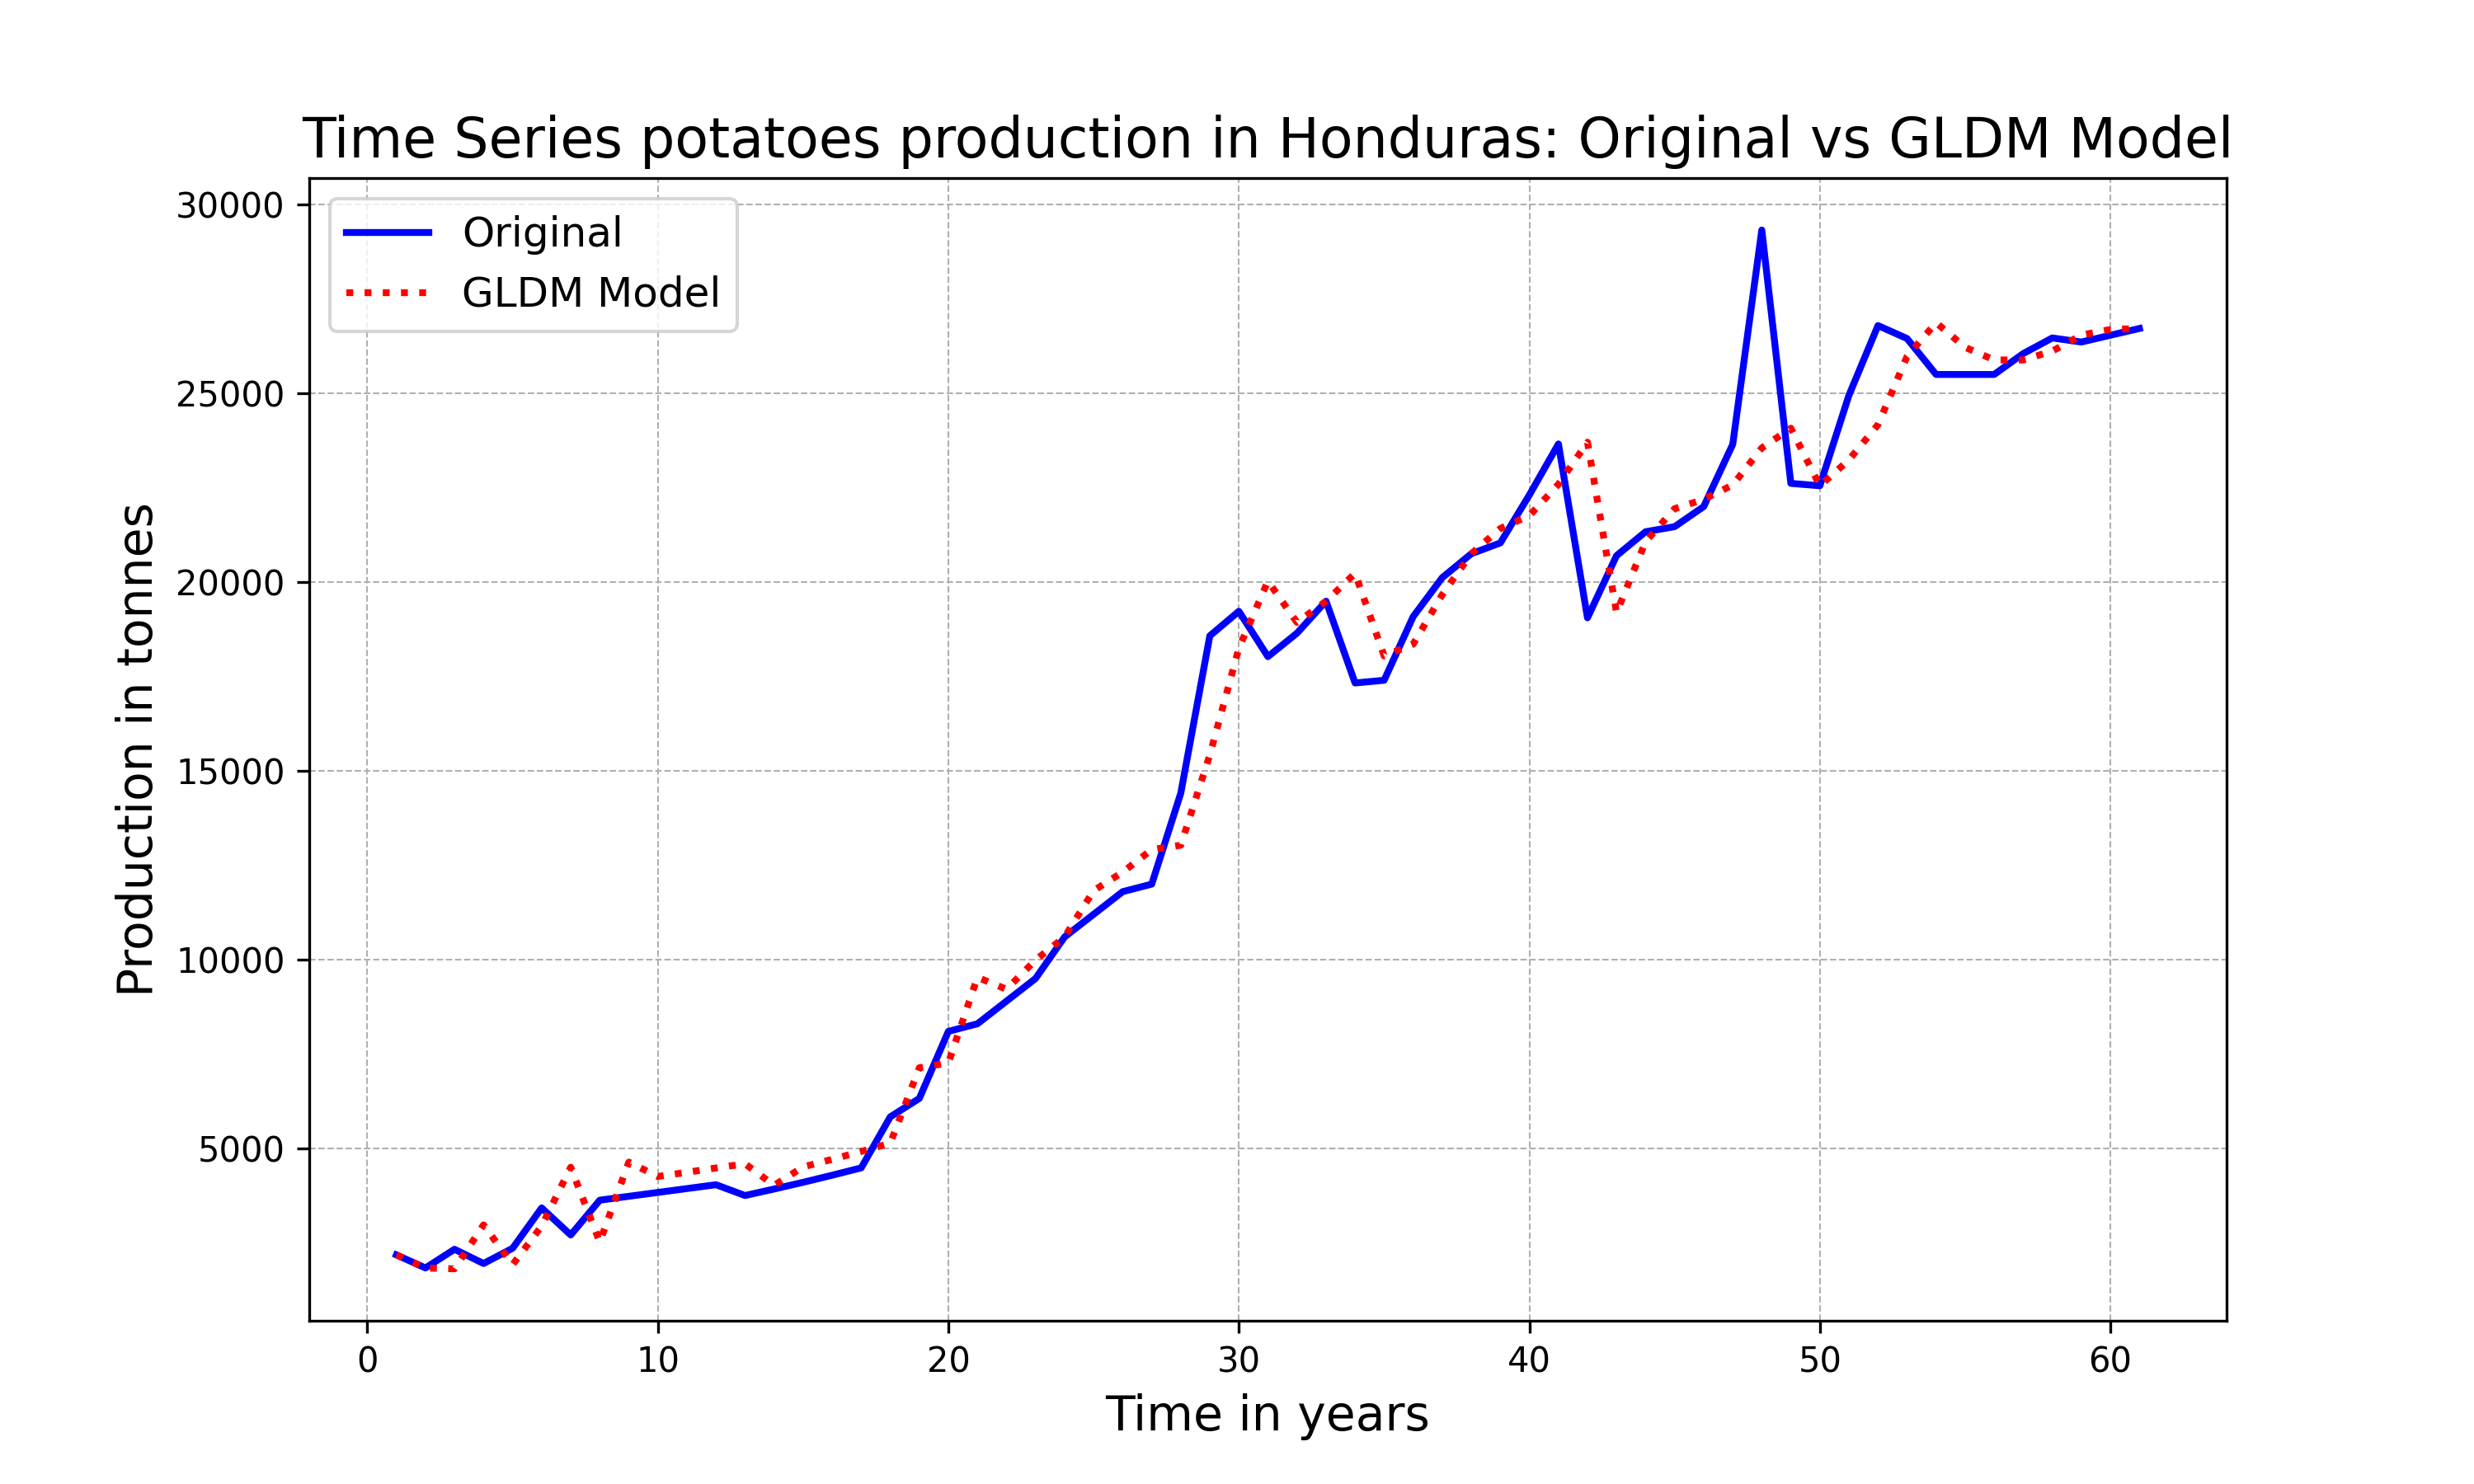 Time Series potatoes production in Honduras: Original vs GLDM Model
Original
GLDM Model
30000
25000
20000
15000
10000
5000
Production in tonnes
0 10 20 30 40 50 60
Time in years